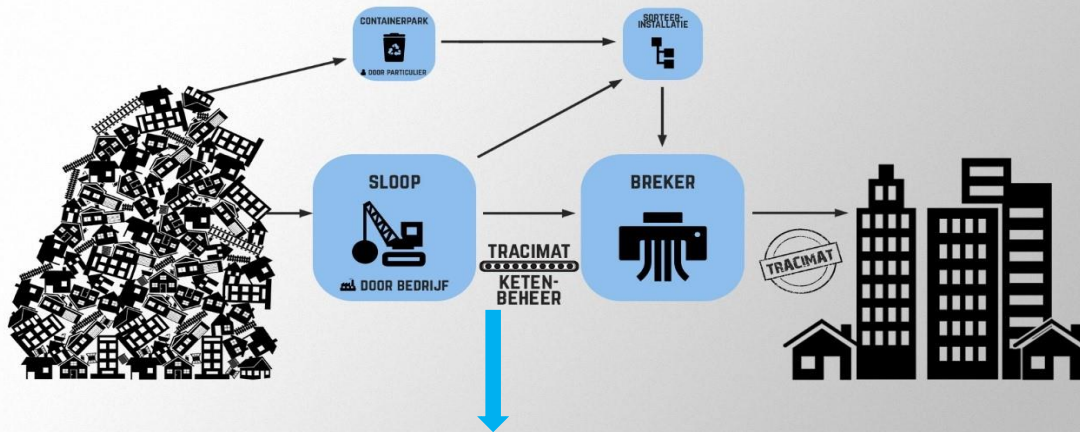 CONTAINERPARK
DOOR PARTICULIER
SORTEER-
INSTALLATIE
SLOOP
DOOR BEDRIJF
TRACIMAT
KETEN-
BEHEER
BREKER
TRACIMAT